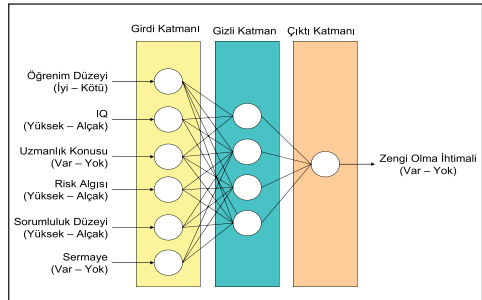 Girdi Katmanı
Gizli Katman
Çıktı Katmanı
Öğrenim Düzeyi
(İyi – Kötü)
IQ
(Yüksek – Alçak)
Uzmanlık Konusu
(Var – Yok)
Risk Algısı
(Yüksek – Alçak)
Sorumluluk Düzeyi
(Yüksek – Alçak)
Sermaye
(Var – Yok)
Zengi Olma İhtimali
(Var – Yok)